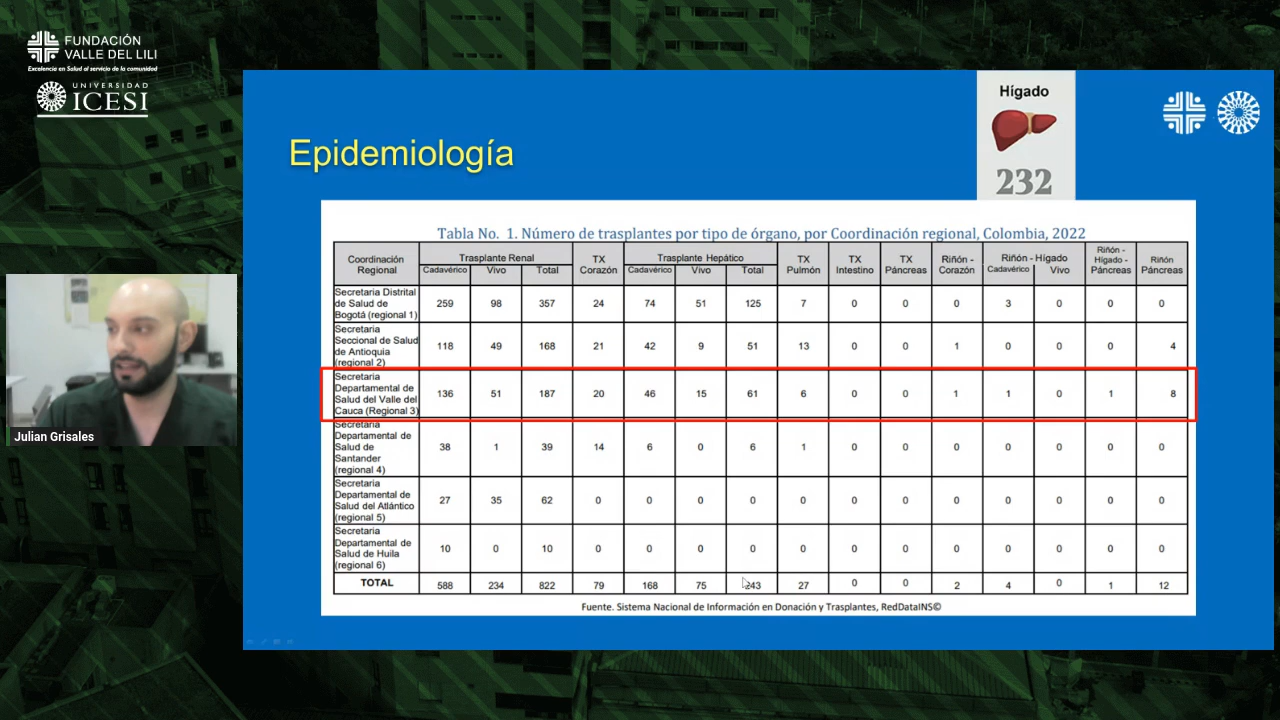 FUNDACIÓN
VALLE DEL LILI
Excelencia en Salud al servicio de la comunidad
UNIVERSIDAD
ICESI
Hígado
232
Epidemiología
Tabla No. 1. Número de trasplantes por tipo de órgano, por Coordinación regional, Colombia, 2022
Coordinación Regional | Trasplante Renal | TX Corazón | Trasplante Hepático | TX Pulmón | TX Intestino | TX Páncreas | Riñón - Corazón | Riñón - Hígado | Riñón - Hígado - Páncreas | Riñón Páncreas
Cadavérico | Vivo | Total | Cadavérico | Vivo | Total | Cadavérico | Vivo
Secretaria Distrital de Salud de Bogotá (regional 1) | 259 | 98 | 357 | 24 | 74 | 51 | 125 | 7 | 0 | 0 | 0 | 3 | 0 | 0 | 0
Secretaria Seccional de Salud de Antioquia (regional 2) | 118 | 49 | 168 | 21 | 42 | 9 | 51 | 13 | 0 | 0 | 1 | 0 | 0 | 0 | 4
Secretaria Departamental de Salud del Valle del Cauca (Regional 3) | 136 | 51 | 187 | 20 | 46 | 15 | 61 | 6 | 0 | 0 | 1 | 1 | 0 | 1 | 8
Secretaria Departamental de Salud de Santander (regional 4) | 38 | 1 | 39 | 14 | 6 | 0 | 6 | 1 | 0 | 0 | 0 | 0 | 0 | 0 | 0
Secretaria Departamental de Salud del Atlántico (regional 5) | 27 | 35 | 62 | 0 | 0 | 0 | 0 | 0 | 0 | 0 | 0 | 0 | 0 | 0 | 0
Secretaria Departamental de Salud de Huila (regional 6) | 10 | 0 | 10 | 0 | 0 | 0 | 0 | 0 | 0 | 0 | 0 | 0 | 0 | 0 | 0
TOTAL | 588 | 234 | 822 | 79 | 168 | 75 | 243 | 27 | 0 | 0 | 2 | 4 | 0 | 1 | 12
Fuente. Sistema Nacional de Información en Donación y Trasplantes, RedDataINS©
Julian Grisales